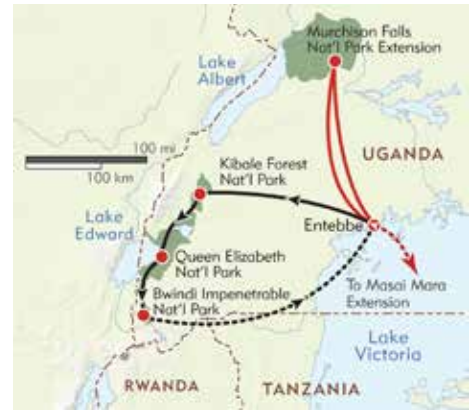 Murchison Falls
Nat'l Park Extension
Lake
Albert
UGANDA
100 mi
100 km
Kibale Forest
Nat'l Park
Lake
Edward
Entebbe
Queen Elizabeth
Nat'l Park
To Masai Mara
Extension
Bwindi Impenetrable
Nat'l Park
Lake
Victoria
RWANDA
TANZANIA